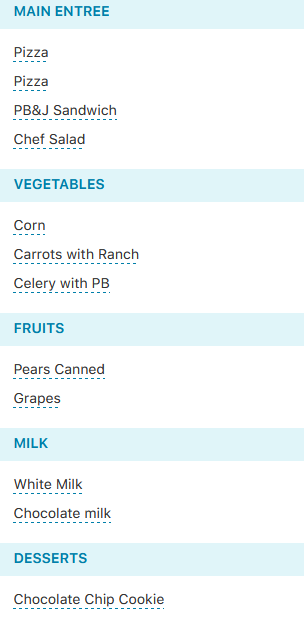 MAIN ENTREE
Pizza
Pizza
PB&J Sandwich
Chef Salad
VEGETABLES
Corn
Carrots with Ranch
Celery with PB
FRUITS
Pears Canned
Grapes
MILK
White Milk
Chocolate milk
DESSERTS
Chocolate Chip Cookie